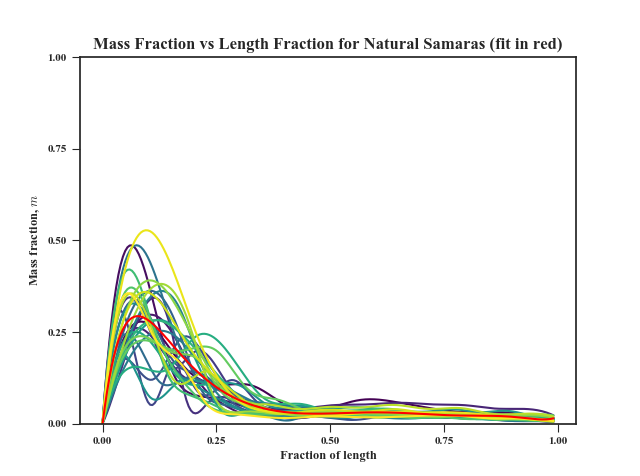 Mass Fraction vs Length Fraction for Natural Samaras (fit in red)
1.00
0.75
0.50
0.25
0.00
Mass fraction, m
0.00 0.25 0.50 0.75 1.00
Fraction of length